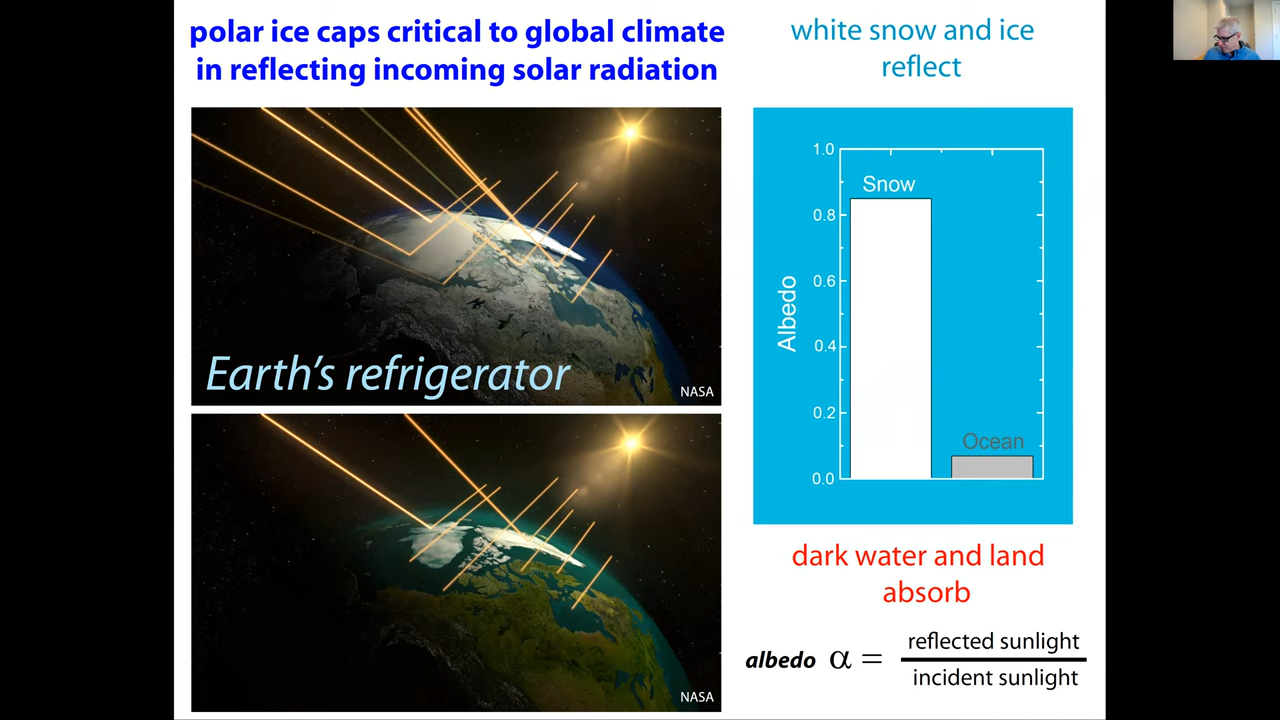 polar ice caps critical to global climate
in reflecting incoming solar radiation
Earth’s refrigerator
NASA
NASA
white snow and ice
reflect
1.0
0.8
0.6
0.4
0.2
0.0
Albedo
Snow
Ocean
dark water and land
absorb
albedo α = reflected sunlight
incident sunlight